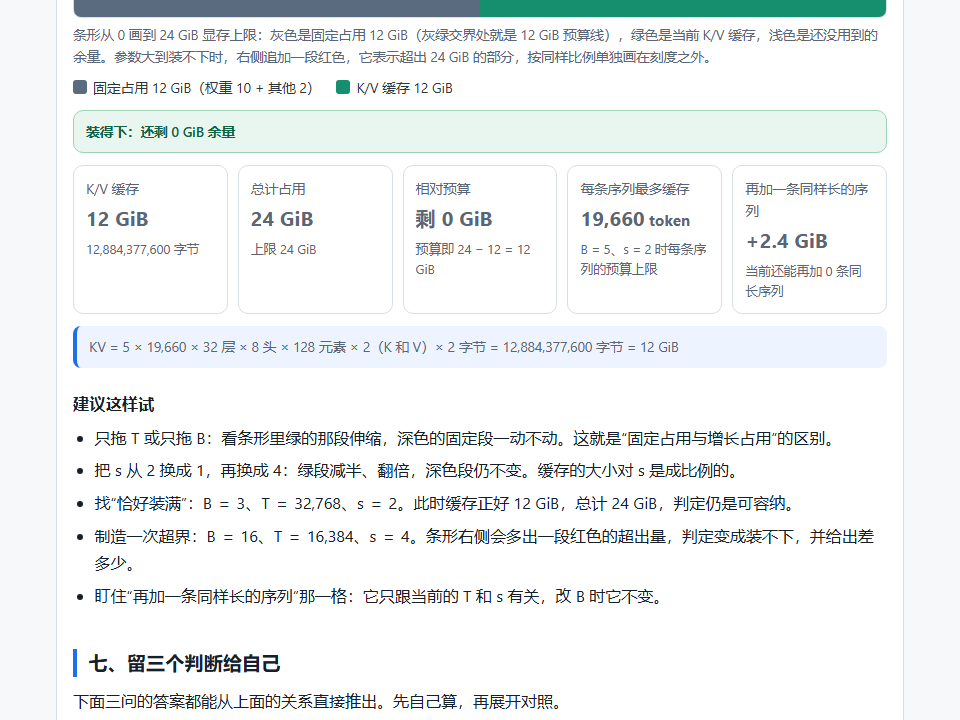 条形从 0 画到 24 GiB 显存上限：灰色是固定占用 12 GiB（灰绿交界处就是 12 GiB 预算线），绿色是当前 K/V 缓存，浅色是还没用到的
余量。参数大到装不下时，右侧追加一段红色，它表示超出 24 GiB 的部分，按同样比例单独画在刻度之外。
固定占用 12 GiB（权重 10 + 其他 2） K/V 缓存 12 GiB
装得下：还剩 0 GiB 余量
K/V 缓存
12 GiB
12,884,377,600 字节
总计占用
24 GiB
上限 24 GiB
相对预算
剩 0 GiB
预算即 24 − 12 = 12
GiB
每条序列最多缓存
19,660 token
B = 5、s = 2 时每条序
列的预算上限
再加一条同样长的序
列
+2.4 GiB
当前还能再加 0 条同
长序列
KV = 5 × 19,660 × 32 层 × 8 头 × 128 元素 × 2（K 和 V）× 2 字节 = 12,884,377,600 字节 = 12 GiB
建议这样试
• 只拖 T 或只拖 B：看条形里绿的那段伸缩，深色的固定段一动不动。这就是“固定占用与增长占用”的区别。
• 把 s 从 2 换成 1，再换成 4：绿段减半、翻倍，深色段仍不变。缓存的大小对 s 是成比例的。
• 找“恰好装满”：B = 3、T = 32,768、s = 2。此时缓存正好 12 GiB，总计 24 GiB，判定仍是可容纳。
• 制造一次超界：B = 16、T = 16,384、s = 4。条形右侧会多出一段红色的超出量，判定变成装不下，并给出差
多少。
• 盯住“再加一条同样长的序列”那一格：它只跟当前的 T 和 s 有关，改 B 时它不变。
七、留三个判断给自己
下面三问的答案都能从上面的关系直接推出。先自己算，再展开对照。